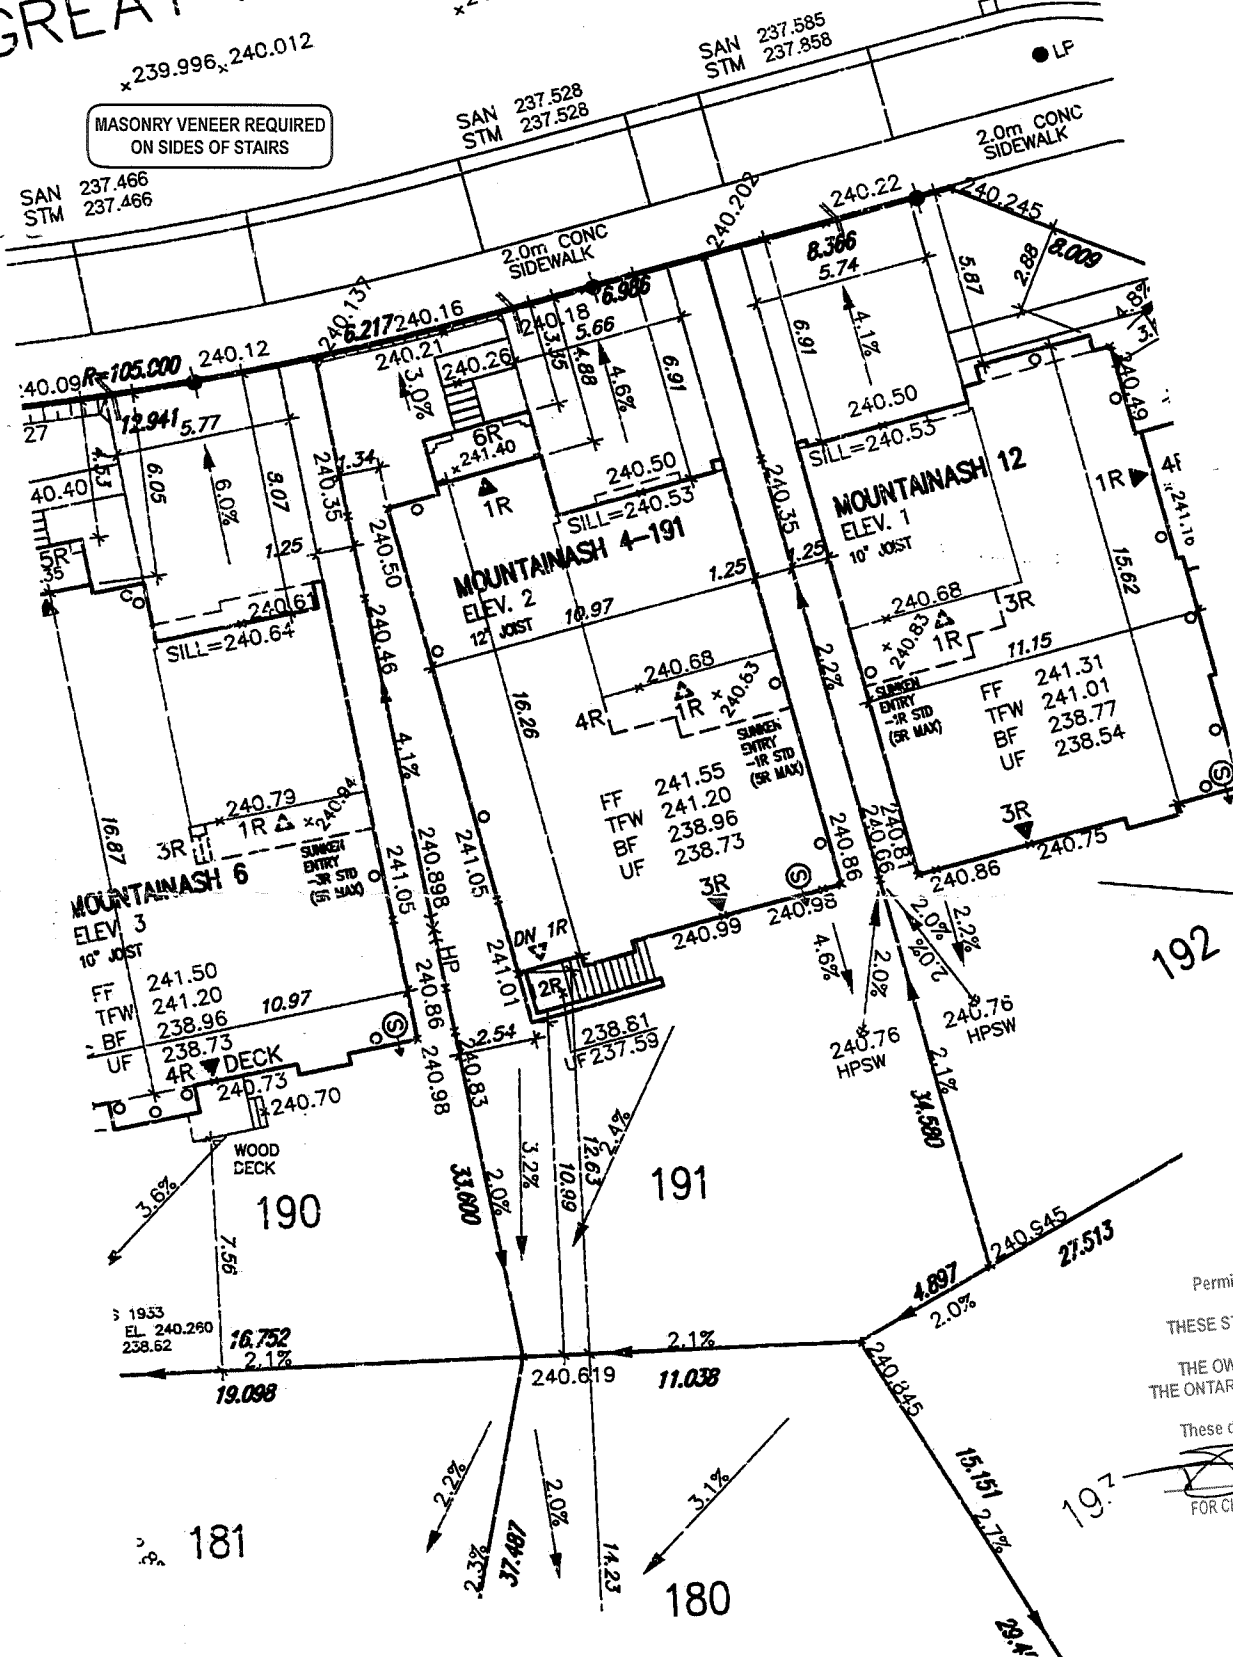 GREAT
239.996 240.012
MASONRY VENEER REQUIRED
ON SIDES OF STAIRS
SAN 237.466
STM 237.466
SAN 237.528
STM 237.528
SAN 237.585
STM 237.858
LP
2.0m CONC
SIDEWALK
2.0m CONC
SIDEWALK
R=105.000
240.12
240.137
6.217
240.16
240.18
6.986
240.202
240.22
240.245
8.009
8.366
5.74
5.87
2.88
4.8%
27
12.941
5.77
4.53
6.05
6.0%
8.07
240.35
1.34
1.25
240.21
3.0%
240.26
3.35
4.88
5.66
4.6%
6.91
6R
241.40
1R
240.50
SILL=240.53
6.91
4.1%
240.50
SILL=240.53
240.49
40.40
5R
240.61
SILL=240.64
240.50
240.46
MOUNTAINASH 4-191
ELEV. 2
12" JOIST
10.97
1.25
240.35
1.25
MOUNTAINASH 12
ELEV. 1
10" JOIST
1R
15.62
240.68
240.83
1R
3R
11.15
SUNKEN
ENTRY
-1R STD
(5R MAX)
FF 241.31
TFW 241.01
BF 238.77
UF 238.54
3R
240.75
240.86
16.26
4R
240.68
1R
240.83
SUNKEN
ENTRY
-1R STD
(5R MAX)
2.2%
FF 241.55
TFW 241.20
BF 238.96
UF 238.73
3R
240.99
240.98
240.86
240.66
240.81
S
S
4.1%
16.87
3R
240.79
1R
240.94
SUNKEN
ENTRY
-3R STD
MOUNTAINASH 6
ELEV. 3
10" JOIST
FF 241.50
TFW 241.20
BF 238.96
UF 238.73
10.97
S
4R
DECK
240.73
240.70
WOOD
DECK
241.05
240.898
HP
240.86
240.98
241.05
241.01
DN 1R
2R
2.54
240.83
238.81
UF 237.59
4.6%
2.0%
2.0%
2.0%
2.2%
240.76
HPSW
240.76
HPSW
192
2.1%
34.580
3.6%
190
7.56
33.600
2.0%
3.2%
10.99
12.63
2.4%
191
240.945
27.513
4.897
2.0%
EL. 240.260
238.62
16.752
2.1%
19.098
240.619
2.1%
11.038
240.845
15.151
2.7%
181
2.2%
2.3%
37.487
2.0%
14.23
3.1%
180
THESE
THE
These